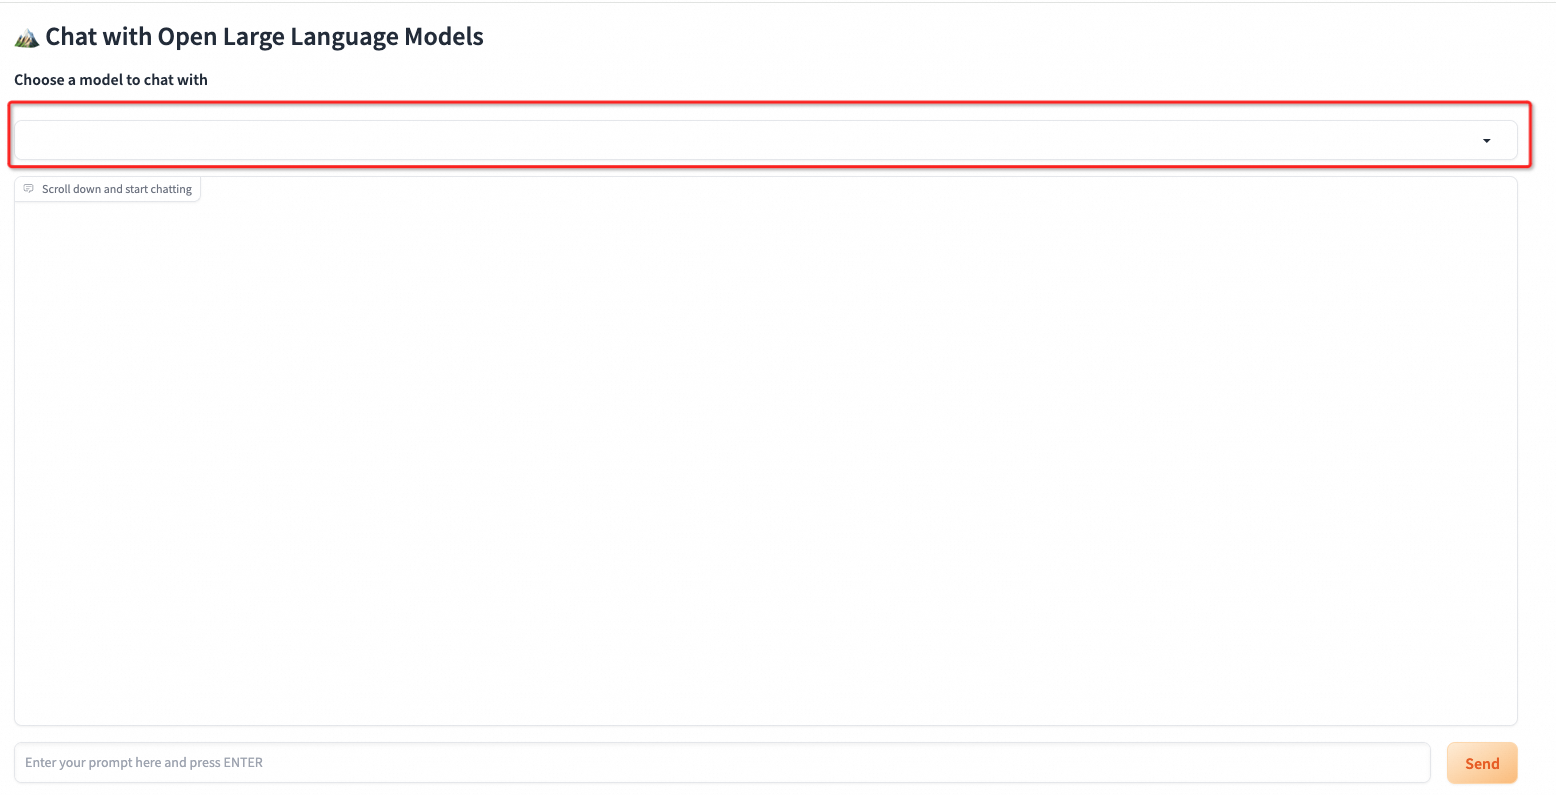 Chat with Open Large Language Models
Choose a model to chat with
Scroll down and start chatting
Enter your prompt here and press ENTER
Send